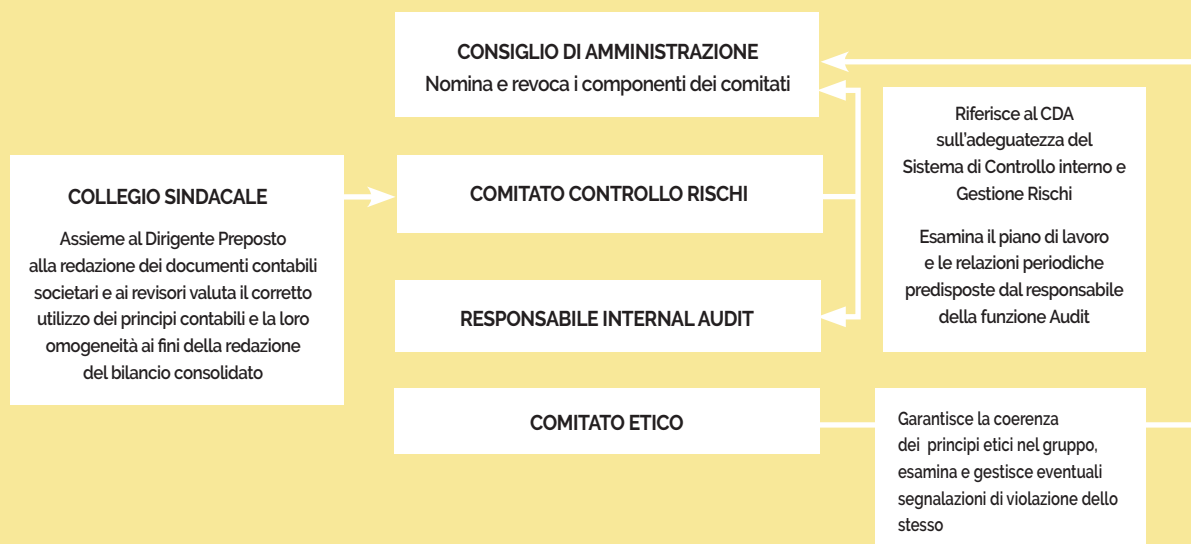 CONSIGLIO DI AMMINISTRAZIONE
Nomina e revoca i componenti dei comitati
COLLEGIO SINDACALE
Assieme al Dirigente Preposto
alla redazione dei documenti contabili
societari e ai revisori valuta il corretto
utilizzo dei principi contabili e la loro
omogeneità ai fini della redazione
del bilancio consolidato
COMITATO CONTROLLO RISCHI
RESPONSABILE INTERNAL AUDIT
Riferisce al CDA
sull'adeguatezza del
Sistema di Controllo interno e
Gestione Rischi
Esamina il piano di lavoro
e le relazioni periodiche
predisposte dal responsabile
della funzione Audit
COMITATO ETICO
Garantisce la coerenza
dei principi etici nel gruppo,
esamina e gestisce eventuali
segnalazioni di violazione dello
stesso